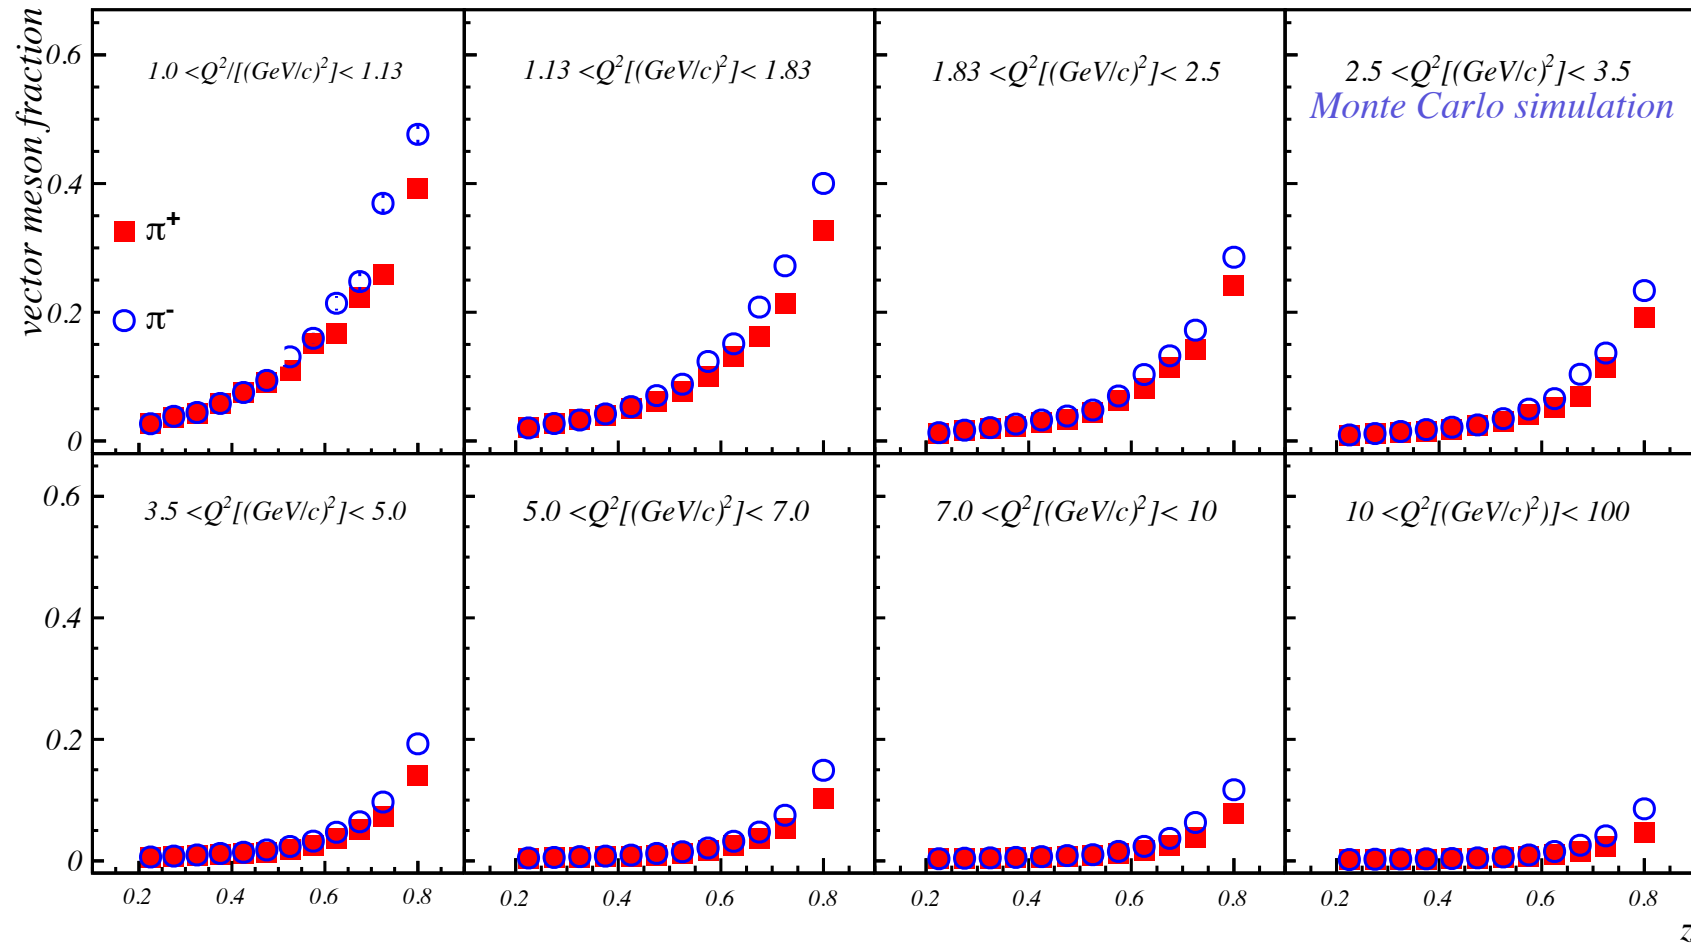 vector meson fraction
0.6
0.4
0.2
0
1.0 <Q²/[(GeV/c)²]< 1.13
π⁺
π⁻
1.13 <Q²[(GeV/c)²]< 1.83
1.83 <Q²[(GeV/c)²]< 2.5
2.5 <Q²[(GeV/c)²]< 3.5
Monte Carlo simulation
0.6
0.4
0.2
0
3.5 <Q²[(GeV/c)²]< 5.0
5.0 <Q²[(GeV/c)²]< 7.0
7.0 <Q²[(GeV/c)²]< 10
10 <Q²[(GeV/c)²)]< 100
0.2 0.4 0.6 0.8 0.2 0.4 0.6 0.8 0.2 0.4 0.6 0.8 0.2 0.4 0.6 0.8
z